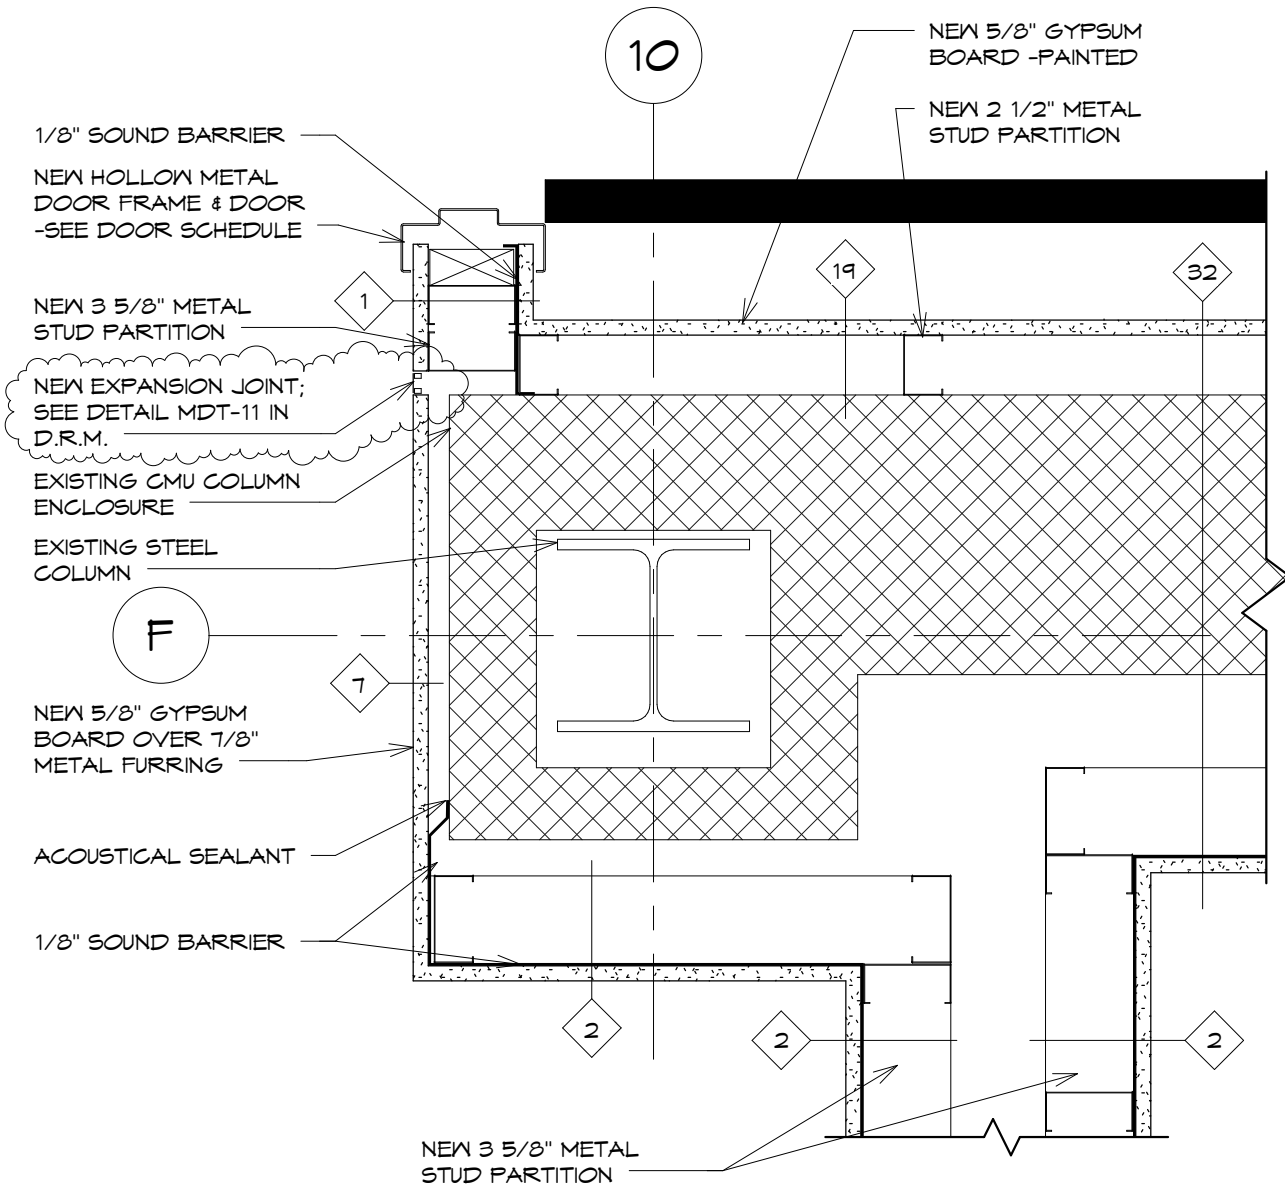 10
NEW 5/8" GYPSUM
BOARD -PAINTED
NEW 2 1/2" METAL
STUD PARTITION
1/8" SOUND BARRIER
NEW HOLLOW METAL
DOOR FRAME & DOOR
-SEE DOOR SCHEDULE
19
32
1
NEW 3 5/8" METAL
STUD PARTITION
NEW EXPANSION JOINT;
SEE DETAIL MDT-11 IN
D.R.M.
EXISTING CMU COLUMN
ENCLOSURE
EXISTING STEEL
COLUMN
F
7
NEW 5/8" GYPSUM
BOARD OVER 7/8"
METAL FURRING
ACOUSTICAL SEALANT
1/8" SOUND BARRIER
2
2
2
NEW 3 5/8" METAL
STUD PARTITION